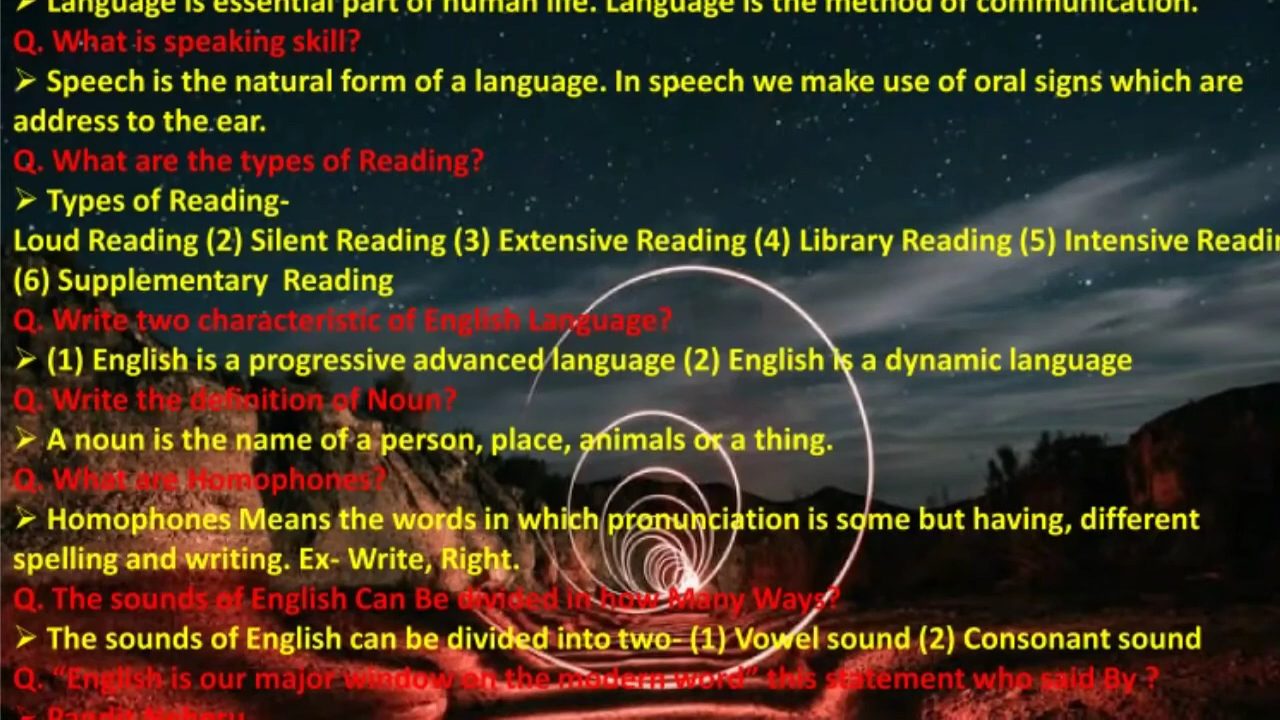 ➢ Language is essential part of human life. Language is the method of communication.
Q. What is speaking skill?
➢ Speech is the natural form of a language. In speech we make use of oral signs which are
address to the ear.
Q. What are the types of Reading?
➢ Types of Reading-
Loud Reading (2) Silent Reading (3) Extensive Reading (4) Library Reading (5) Intensive Readin
(6) Supplementary Reading
Q. Write two characteristic of English Language?
➢ (1) English is a progressive advanced language (2) English is a dynamic language
Q. Write the definition of Noun?
➢ A noun is the name of a person, place, animals or a thing.
Q. What are Homophones?
➢ Homophones Means the words in which pronunciation is some but having, different
spelling and writing. Ex- Write, Right.
Q. The sounds of English Can Be divided in how Many Ways?
➢ The sounds of English can be divided into two- (1) Vowel sound (2) Consonant sound
Q. “English is our major window on the modern word” this statement who said By ?
➢ Pandit Neharu